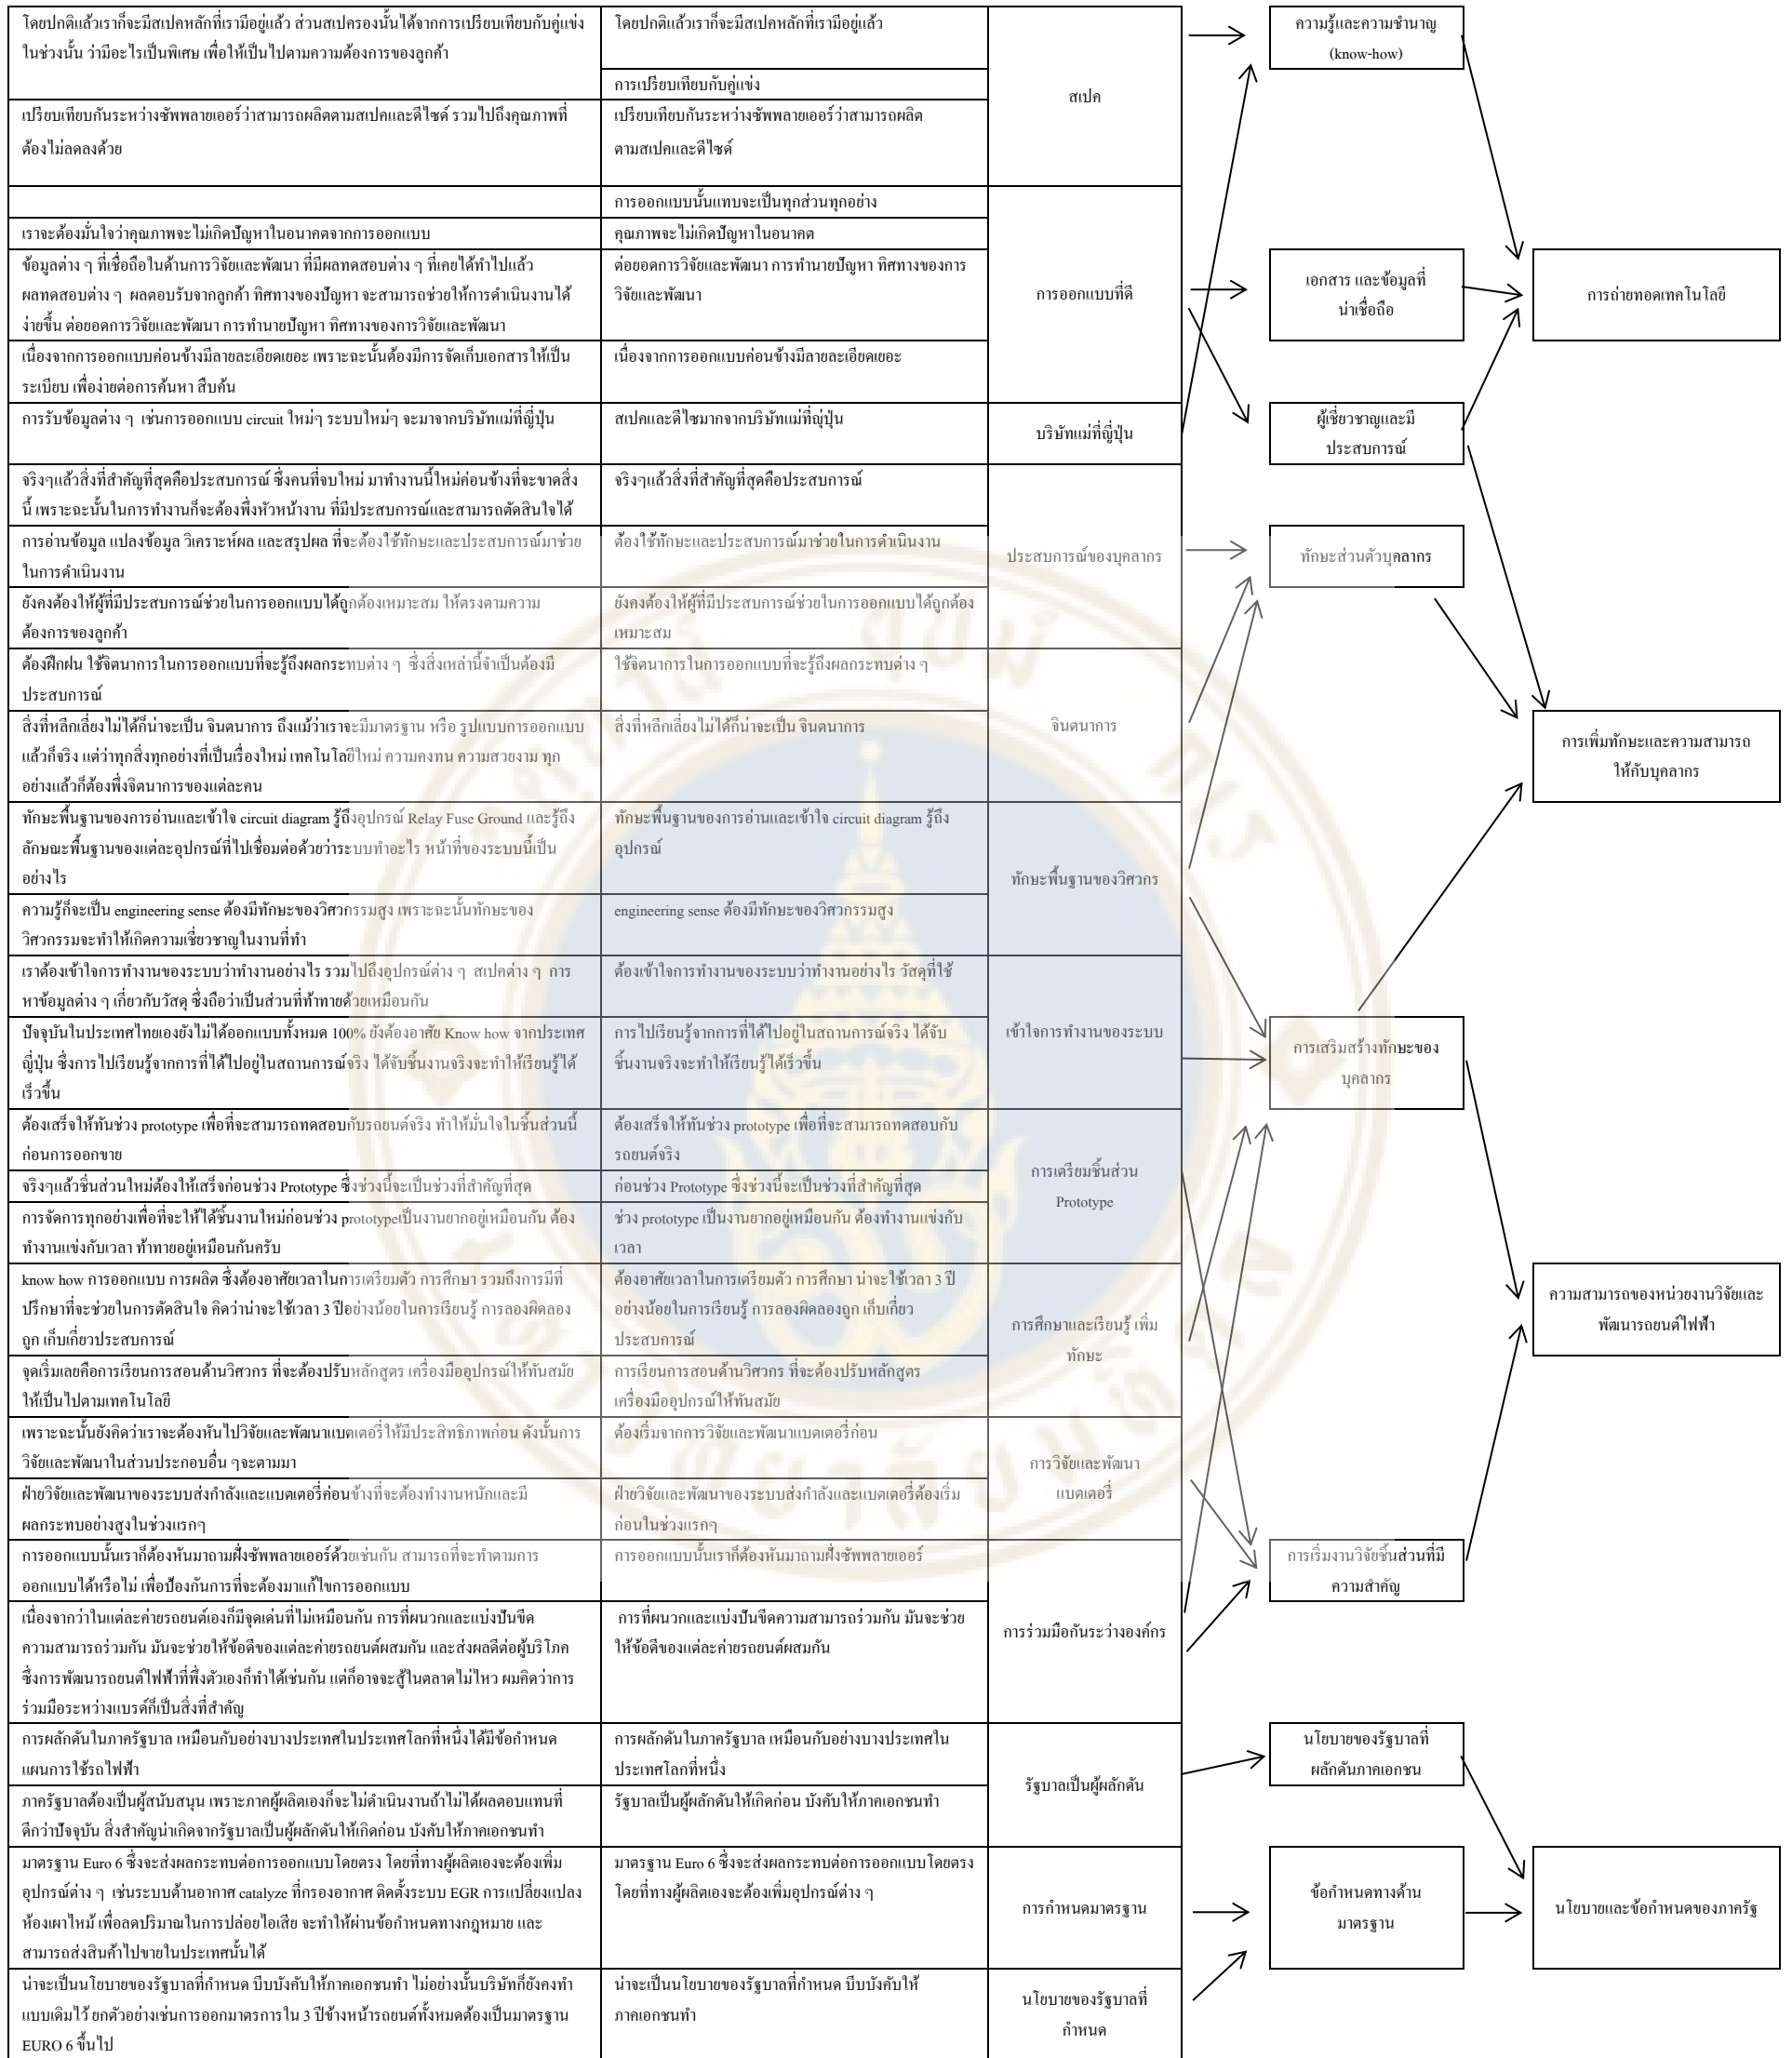 โดยปกติแล้วเราก็จะมีสเปคหลักที่เรามีอยู่แล้ว ส่วนสเปครองนั้นได้จากการเปรียบเทียบกับคู่แข่ง
ในช่วงนั้น ว่ามีอะไรเป็นพิเศษ เพื่อให้เป็นไปตามความต้องการของลูกค้า
โดยปกติแล้วเราก็จะมีสเปคหลักที่เรามีอยู่แล้ว
การเปรียบเทียบกับคู่แข่ง
สเปค
ความรู้และความชำนาญ
(know-how)
เปรียบเทียบกันระหว่างซัพพลายเออร์ว่าสามารถผลิตตามสเปคและดีไซด์ รวมไปถึงคุณภาพที่
ต้องไม่ลดลงด้วย
เปรียบเทียบกันระหว่างซัพพลายเออร์ว่าสามารถผลิต
ตามสเปคและดีไซด์
การออกแบบนั้นแทบจะเป็นทุกส่วนทุกอย่าง
เราจะต้องมั่นใจว่าคุณภาพจะไม่เกิดปัญหาในอนาคตจากการออกแบบ
คุณภาพจะไม่เกิดปัญหาในอนาคต
ข้อมูลต่าง ๆ ที่เชื่อถือในด้านการวิจัยและพัฒนา ที่มีผลทดสอบต่าง ๆ ที่เคยได้ทำไปแล้ว
ผลทดสอบต่าง ๆ ผลตอบรับจากลูกค้า ทิศทางของปัญหา จะสามารถช่วยให้การดำเนินงานได้
ง่ายขึ้น ต่อยอดการวิจัยและพัฒนา การทำนายปัญหา ทิศทางของการวิจัยและพัฒนา
ต่อยอดการวิจัยและพัฒนา การทำนายปัญหา ทิศทางของการ
วิจัยและพัฒนา
การออกแบบที่ดี
เอกสาร และข้อมูลที่
น่าเชื่อถือ
การถ่ายทอดเทคโนโลยี
เนื่องจากการออกแบบค่อนข้างมีลายละเอียดเยอะ เพราะฉะนั้นต้องมีการจัดเก็บเอกสารให้เป็น
ระเบียบ เพื่อง่ายต่อการค้นหา สืบค้น
เนื่องจากการออกแบบค่อนข้างมีลายละเอียดเยอะ
การรับข้อมูลต่าง ๆ เช่นการออกแบบ circuit ใหม่ๆ ระบบใหม่ๆ จะมาจากบริษัทแม่ที่ญี่ปุ่น
สเปคและดีไซมากจากบริษัทแม่ที่ญุ่ปุ่น
บริษัทแม่ที่ญี่ปุ่น
ผู้เชี่ยวชาญและมี
ประสบการณ์
จริงๆแล้วสิ่งที่สำคัญที่สุดคือประสบการณ์ ซึ่งคนที่จบใหม่ มาทำงานนี้ใหม่ค่อนข้างที่จะขาดสิ่ง
นี้ เพราะฉะนั้นในการทำงานก็จะต้องพึ่งหัวหน้างาน ที่มีประสบการณ์และสามารถตัดสินใจได้
จริงๆแล้วสิ่งที่สำคัญที่สุดคือประสบการณ์
การอ่านข้อมูล แปลงข้อมูล วิเคราะห์ผล และสรุปผล ที่จะต้องใช้ทักษะและประสบการณ์มาช่วย
ในการดำเนินงาน
ต้องใช้ทักษะและประสบการณ์มาช่วยในการดำเนินงาน
ประสบการณ์ของบุคลากร
ทักษะส่วนตัวบุคลากร
ยังคงต้องให้ผู้ที่มีประสบการณ์ช่วยในการออกแบบได้ถูกต้องเหมาะสม ให้ตรงตามความ
ต้องการของลูกค้า
ยังคงต้องให้ผู้ที่มีประสบการณ์ช่วยในการออกแบบได้ถูกต้อง
เหมาะสม
ต้องฝึกฝน ใช้จิตนาการในการออกแบบที่จะรู้ถึงผลกระทบต่าง ๆ ซึ่งสิ่งเหล่านี้จำเป็นต้องมี
ประสบการณ์
ใช้จิตนาการในการออกแบบที่จะรู้ถึงผลกระทบต่าง ๆ
สิ่งที่หลีกเลี่ยงไม่ได้ก็น่าจะเป็น จินตนาการ ถึงแม้ว่าเราจะมีมาตรฐาน หรือ รูปแบบการออกแบบ
แล้วก็จริง แต่ว่าทุกสิ่งทุกอย่างที่เป็นเรื่องใหม่ เทคโนโลยีใหม่ ความคงทน ความสวยงาม ทุก
อย่างแล้วก็ต้องพึ่งจิตนาการของแต่ละคน
สิ่งที่หลีกเลี่ยงไม่ได้ก็น่าจะเป็น จินตนาการ
จินตนาการ
การเพิ่มทักษะและความสามารถ
ให้กับบุคลากร
ทักษะพื้นฐานของการอ่านและเข้าใจ circuit diagram รู้ถึงอุปกรณ์ Relay Fuse Ground และรู้ถึง
ลักษณะพื้นฐานของแต่ละอุปกรณ์ที่ไปเชื่อมต่อด้วยว่าระบบทำอะไร หน้าที่ของระบบนี้เป็น
อย่างไร
ทักษะพื้นฐานของการอ่านและเข้าใจ circuit diagram รู้ถึง
อุปกรณ์
ทักษะพื้นฐานของวิศวกร
ความรู้ก็จะเป็น engineering sense ต้องมีทักษะของวิศวกรรมสูง เพราะฉะนั้นทักษะของ
วิศวกรรมจะทำให้เกิดความเชี่ยวชาญในงานที่ทำ
engineering sense ต้องมีทักษะของวิศวกรรมสูง
เราต้องเข้าใจการทำงานของระบบว่าทำงานอย่างไร รวมไปถึงอุปกรณ์ต่าง ๆ สเปคต่าง ๆ การ
หาข้อมูลต่าง ๆ เกี่ยวกับวัสดุ ซึ่งถือว่าเป็นส่วนที่ท้าทายด้วยเหมือนกัน
ต้องเข้าใจการทำงานของระบบว่าทำงานอย่างไร วัสดุที่ใช้
ปัจจุบันในประเทศไทยเองยังไม่ได้ออกแบบทั้งหมด 100% ยังต้องอาศัย Know how จากประเทศ
ญี่ปุ่น ซึ่งการไปเรียนรู้จากการที่ได้ไปอยู่ในสถานการณ์จริง ได้จับชิ้นงานจริงจะทำให้เรียนรู้ได้
เร็วขึ้น
การไปเรียนรู้จากการที่ได้ไปอยู่ในสถานการณ์จริง ได้จับ
ชิ้นงานจริงจะทำให้เรียนรู้ได้เร็วขึ้น
เข้าใจการทำงานของระบบ
การเสริมสร้างทักษะของ
บุคลากร
ต้องเสร็จให้ทันช่วง prototype เพื่อที่จะสามารถทดสอบกับรถยนต์จริง ทำให้มั่นใจในชิ้นส่วนนี้
ก่อนการออกขาย
ต้องเสร็จให้ทันช่วง prototype เพื่อที่จะสามารถทดสอบกับ
รถยนต์จริง
จริงๆแล้วชิ่นส่วนใหม่ต้องให้เสร็จก่อนช่วง Prototype ซึ่งช่วงนี้จะเป็นช่วงที่สำคัญที่สุด
ก่อนช่วง Prototype ซึ่งช่วงนี้จะเป็นช่วงที่สำคัญที่สุด
การเตรียมชิ้นส่วน
Prototype
การจัดการทุกอย่างเพื่อที่จะให้ได้ชิ้นงานใหม่ก่อนช่วง prototypeเป็นงานยากอยู่เหมือนกัน ต้อง
ทำงานแข่งกับเวลา ท้าทายอยู่เหมือนกันครับ
ช่วง prototype เป็นงานยากอยู่เหมือนกัน ต้องทำงานแข่งกับ
เวลา
know how การออกแบบ การผลิต ซึ่งต้องอาศัยเวลาในการเตรียมตัว การศึกษา รวมถึงการมีที่
ปรึกษาที่จะช่วยในการตัดสินใจ คิดว่าน่าจะใช้เวลา 3 ปีอย่างน้อยในการเรียนรู้ การลองผิดลอง
ถูก เก็บเกี่ยวประสบการณ์
ต้องอาศัยเวลาในการเตรียมตัว การศึกษา น่าจะใช้เวลา 3 ปี
อย่างน้อยในการเรียนรู้ การลองผิดลองถูก เก็บเกี่ยว
ประสบการณ์
การศึกษาและเรียนรู้ เพิ่ม
ทักษะ
ความสามารถของหน่วยงานวิจัยและ
พัฒนารถยนต์ไฟฟ้า
จุดเริ่มเลยคือการเรียนการสอนด้านวิศวกร ที่จะต้องปรับหลักสูตร เครื่องมืออุปกรณ์ให้ทันสมัย
ให้เป็นไปตามเทคโนโลยี
การเรียนการสอนด้านวิศวกร ที่จะต้องปรับหลักสูตร
เครื่องมืออุปกรณ์ให้ทันสมัย
เพราะฉะนั้นยังคิดว่าเราจะต้องหันไปวิจัยและพัฒนาแบตเตอรี่ให้มีประสิทธิภาพก่อน ดังนั้นการ
วิจัยและพัฒนาในส่วนประกอบอื่น ๆจะตามมา
ต้องเริ่มจากการวิจัยและพัฒนาแบตเตอรี่ก่อน
การวิจัยและพัฒนา
แบตเตอรี่
ฝ่ายวิจัยและพัฒนาของระบบส่งกำลังและแบตเตอรี่ค่อนข้างที่จะต้องทำงานหนักและมี
ผลกระทบอย่างสูงในช่วงแรกๆ
ฝ่ายวิจัยและพัฒนาของระบบส่งกำลังและแบตเตอรี่ต้องเริ่ม
ก่อนในช่วงแรกๆ
การออกแบบนั้นเราก็ต้องหันมาถามฝั่งซัพพลายเออร์ด้วยเช่นกัน สามารถที่จะทำตามการ
ออกแบบได้หรือไม่ เพื่อป้องกันการที่จะต้องมาแก้ไขการออกแบบ
การออกแบบนั้นเราก็ต้องหันมาถามฝั่งซัพพลายเออร์
การเริ่มงานวิจัยชิ้นส่วนที่มี
ความสำคัญ
เนื่องจากว่าในแต่ละค่ายรถยนต์เองก็มีจุดเด่นที่ไม่เหมือนกัน การที่ผนวกและแบ่งปันขีด
ความสามารถร่วมกัน มันจะช่วยให้ข้อดีของแต่ละค่ายรถยนต์ผสมกัน และส่งผลดีต่อผู้บริโภค
ซึ่งการพัฒนารถยนต์ไฟฟ้าที่พึ่งตัวเองก็ทำได้เช่นกัน แต่ก็อาจจะสู้ในตลาดไม่ไหว ผมคิดว่าการ
ร่วมมือระหว่างแบรด์ก็เป็นสิ่งที่สำคัญ
การที่ผนวกและแบ่งปันขีดความสามารถร่วมกัน มันจะช่วย
ให้ข้อดีของแต่ละค่ายรถยนต์ผสมกัน
การร่วมมือกันระว่างองค์กร
การผลักดันในภาครัฐบาล เหมือนกับอย่างบางประเทศในประเทศโลกที่หนึ่งได้มีข้อกำหนด
แผนการใช้รถไฟฟ้า
การผลักดันในภาครัฐบาล เหมือนกับอย่างบางประเทศใน
ประเทศโลกที่หนึ่ง
รัฐบาลเป็นผู้ผลักดัน
นโยบายของรัฐบาลที่
ผลักดันภาคเอกชน
ภาครัฐบาลต้องเป็นผู้สนับสนุน เพราะภาคผู้ผลิตเองก็จะไม่ดำเนินงานถ้าไม่ได้ผลตอบแทนที่
ดีกว่าปัจจุบัน สิ่งสำคัญน่าเกิดจากรัฐบาลเป็นผู้ผลักดันให้เกิดก่อน บังคับให้ภาคเอกชนทำ
รัฐบาลเป็นผู้ผลักดันให้เกิดก่อน บังคับให้ภาคเอกชนทำ
มาตรฐาน Euro 6 ซึ่งจะส่งผลกระทบต่อการออกแบบโดยตรง โดยที่ทางผู้ผลิตเองจะต้องเพิ่ม
อุปกรณ์ต่าง ๆ เช่นระบบด้านอากาศ catalyze ที่กรองอากาศ ติดตั้งระบบ EGR การเปลี่ยงแปลง
ห้องเผาไหม้ เพื่อลดปริมาณในการปล่อยไอเสีย จะทำให้ผ่านข้อกำหนดทางกฎหมาย และ
สามารถส่งสินค้าไปขายในประเทศนั้นได้
มาตรฐาน Euro 6 ซึ่งจะส่งผลกระทบต่อการออกแบบโดยตรง
โดยที่ทางผู้ผลิตเองจะต้องเพิ่มอุปกรณ์ต่าง ๆ
การกำหนดมาตรฐาน
ข้อกำหนดทางด้าน
มาตรฐาน
นโยบายและข้อกำหนดของภาครัฐ
น่าจะเป็นนโยบายของรัฐบาลที่กำหนด บีบบังคับให้ภาคเอกชนทำ ไม่อย่างนั้นบริษัทก็ยังคงทำ
แบบเดิมไว้ ยกตัวอย่างเช่นการออกมาตรการใน 3 ปีข้างหน้ารถยนต์ทั้งหมดต้องเป็นมาตรฐาน
EURO 6 ขึ้นไป
น่าจะเป็นนโยบายของรัฐบาลที่กำหนด บีบบังคับให้
ภาคเอกชนทำ
นโยบายของรัฐบาลที่
กำหนด